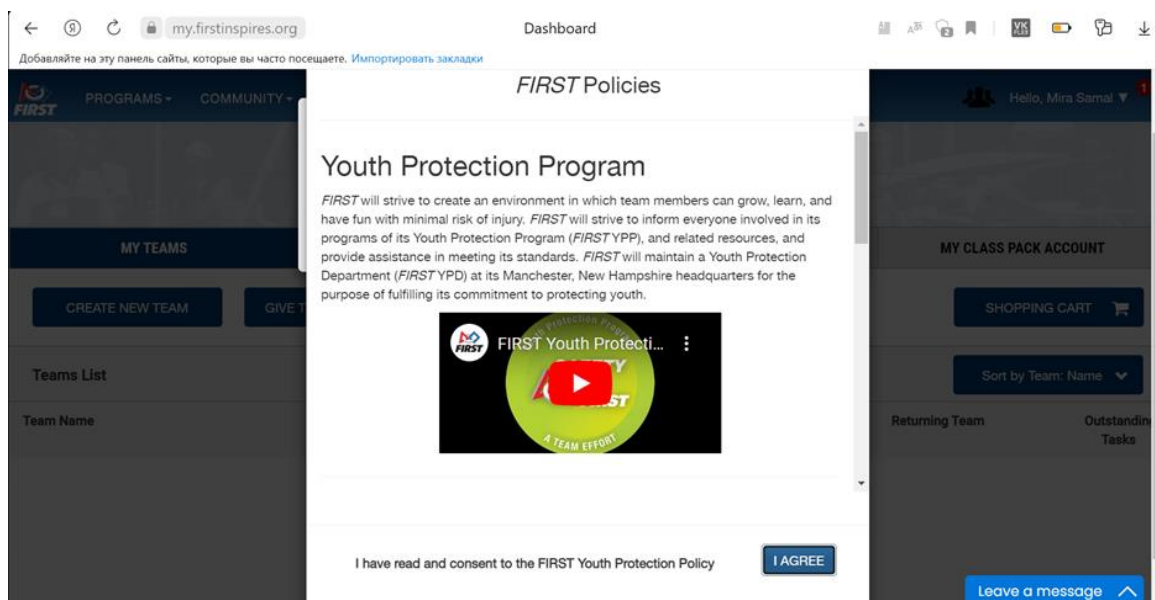 my.firstinspires.org
Dashboard
2
VK
FLEX
Добавляйте на эту панель сайты, которые вы часто посещаете. Импортировать закладки
FIRST
PROGRAMS
COMMUNITY
Hello, Mira Samal
1
FIRST Policies
Youth Protection Program
FIRST will strive to create an environment in which team members can grow, learn, and
have fun with minimal risk of injury. FIRST will strive to inform everyone involved in its
programs of its Youth Protection Program (FIRST YPP), and related resources, and
provide assistance in meeting its standards. FIRST will maintain a Youth Protection
Department (FIRST YPD) at its Manchester, New Hampshire headquarters for the
purpose of fulfilling its commitment to protecting youth.
MY TEAMS
MY CLASS PACK ACCOUNT
CREATE NEW TEAM
GIVE T
SHOPPING CART
FIRST
FIRST Youth Protecti...
A TEAM EFFORT
Teams List
Sort by Team: Name
Team Name
Returning Team
Outstanding
Tasks
I have read and consent to the FIRST Youth Protection Policy
I AGREE
Leave a message